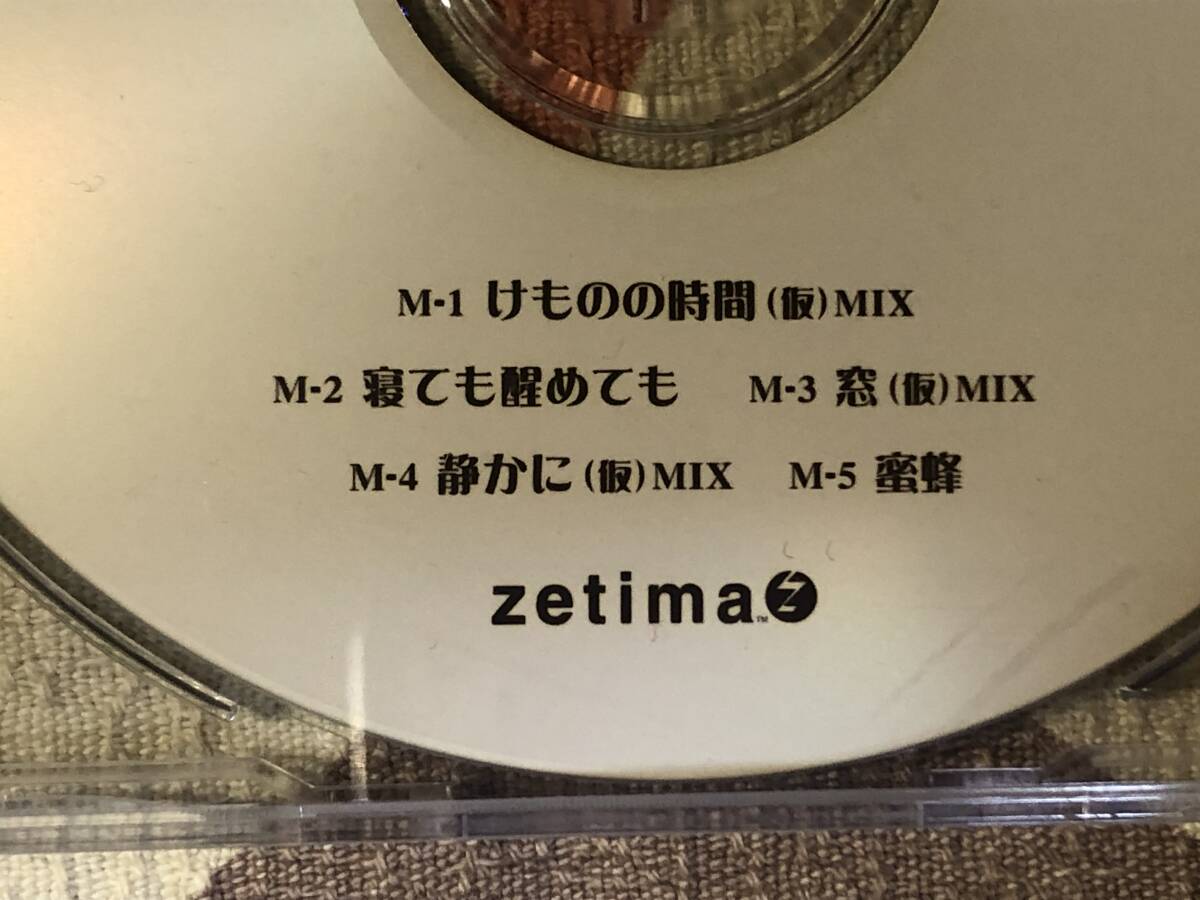 M-1 けものの時間(仮)MIX
M-2 寝ても醒めても M-3 窓(仮)MIX
M-4 静かに(仮)MIX M-5 蜜蜂
zetima™